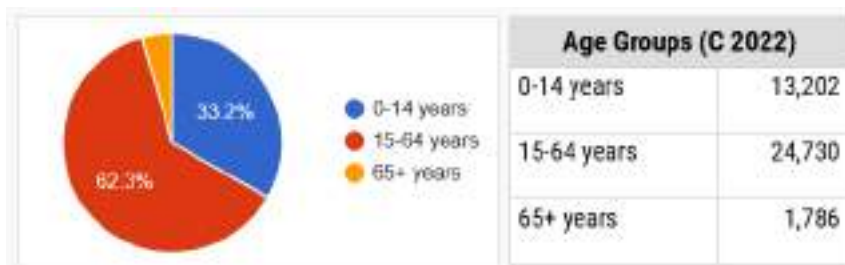 33.2%
62.3%
0-14 years
15-64 years
65+ years
Age Groups (C 2022)
0-14 years 13,202
15-64 years 24,730
65+ years 1,786